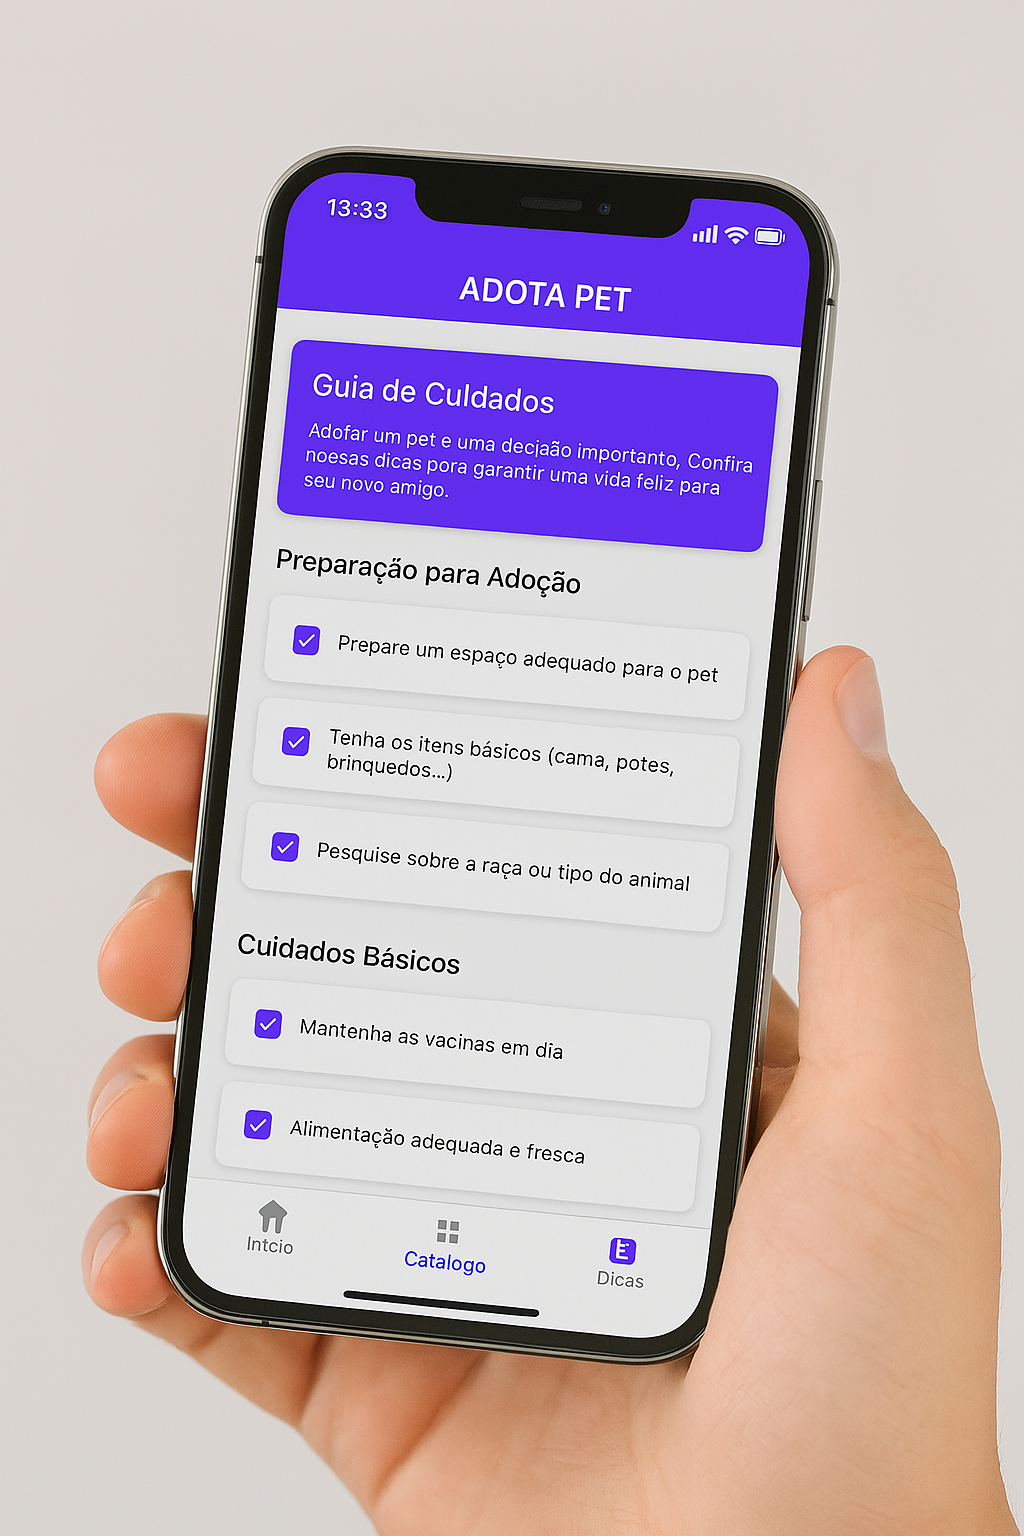 13:33
ADOTA PET
Guia de Culdados
Adofar um pet e uma decjaão importanto, Confira
noesas dicas pora garantir uma vida feliz para
seu novo amigo.
Preparação para Adoção
Prepare um espaço adequado para o pet
Tenha os itens básicos (cama, potes,
brinquedos...)
Pesquise sobre a raça ou tipo do animal
Cuidados Básicos
Mantenha as vacinas em dia
Alimentação adequada e fresca
Intcio
Catalogo
Dicas